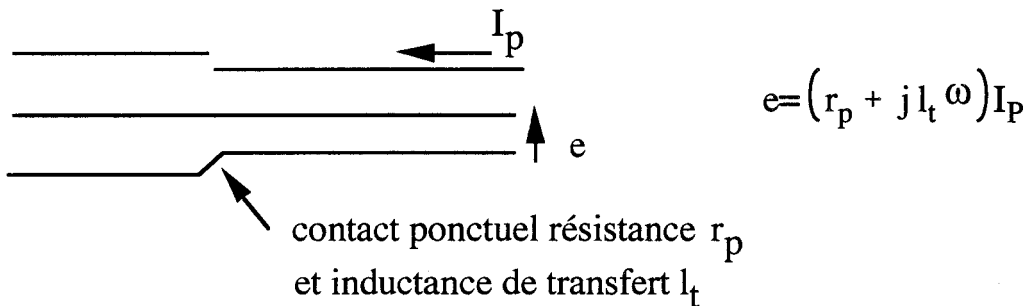 I_p
e=(r_p + j l_t ω)I_P
e
contact ponctuel résistance r_p
et inductance de transfert l_t